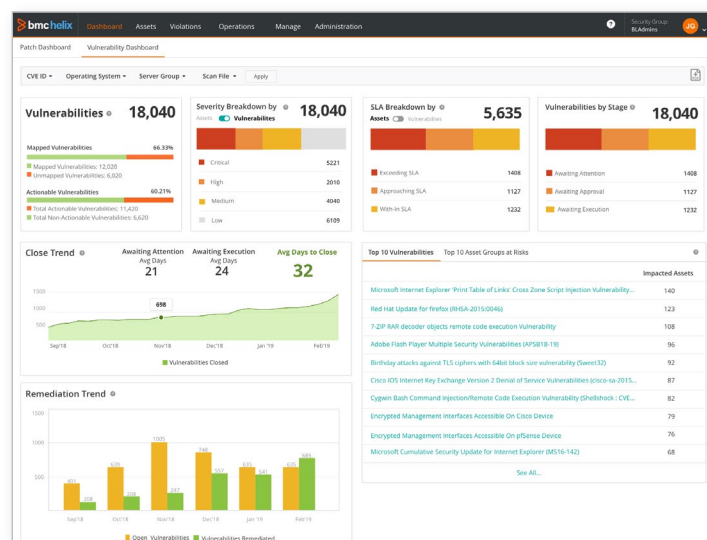 bmc helix Dashboard Assets Violations Operations Manage Administration ? Security Group BLAdmins JG
Patch Dashboard Vulnerability Dashboard
CVE ID Operating System Server Group Scan File Apply
Vulnerabilities 18,040
Mapped Vulnerabilities 66.33%
Mapped Vulnerabilities: 12,020
Unmapped Vulnerabilities: 6,020
Actionable Vulnerabilities 60.21%
Total Actionable Vulnerabilities: 11,420
Total Non-Actionable Vulnerabilities: 6,620
Severity Breakdown by 18,040
Assets Vulnerabilites
Critical 5221
High 2010
Medium 4040
Low 6109
SLA Breakdown by 5,635
Assets Vulnerabilities
Exceeding SLA 1408
Approaching SLA 1127
With-In SLA 1232
Vulnerabilities by Stage 18,040
Awaiting Attention 1408
Awaiting Approval 1127
Awaiting Execution 1232
Close Trend
Awaiting Attention
Avg Days
21
Awaiting Execution
Avg Days
24
Avg Days to Close
32
1500
1000
500
698
Sep'18 Oct'18 Nov'18 Dec'18 Jan '19 Feb'19
Vulnerabilities Closed
Top 10 Vulnerabilities Top 10 Asset Groups at Risks
Impacted Assets
Microsoft Internet Explorer 'Print Table of Links' Cross Zone Script Injection Vulnerability... 140
Red Hat Update for firefox (RHSA-2015:0046) 123
7-ZIP RAR decoder objects remote code execution Vulnerability 108
Adobe Flash Player Multiple Security Vulnerabilities (APSB18-19) 96
Birthday attacks against TLS ciphers with 64bit block size vulnerability (Sweet32) 92
Cisco IOS Internet Key Exchange Version 2 Denial of Service Vulnerabilities (cisco-sa-2015... 87
Cygwin Bash Command Injection/Remote Code Execution Vulnerability (Shellshock : CVE... 82
Encrypted Management Interfaces Accessible On Cisco Device 79
Encrypted Management Interfaces Accessible On pfSense Device 76
Microsoft Cumulative Security Update for Internet Explorer (MS16-142) 68
See All...
Remediation Trend
1500
1000
500
401 208
639 208
1005 247
748 557
635 541
635 685
Sep'18 Oct'18 Nov'18 Dec'18 Jan '19 Feb'19
Open Vulnerabilities Vulnerabilities Remediated